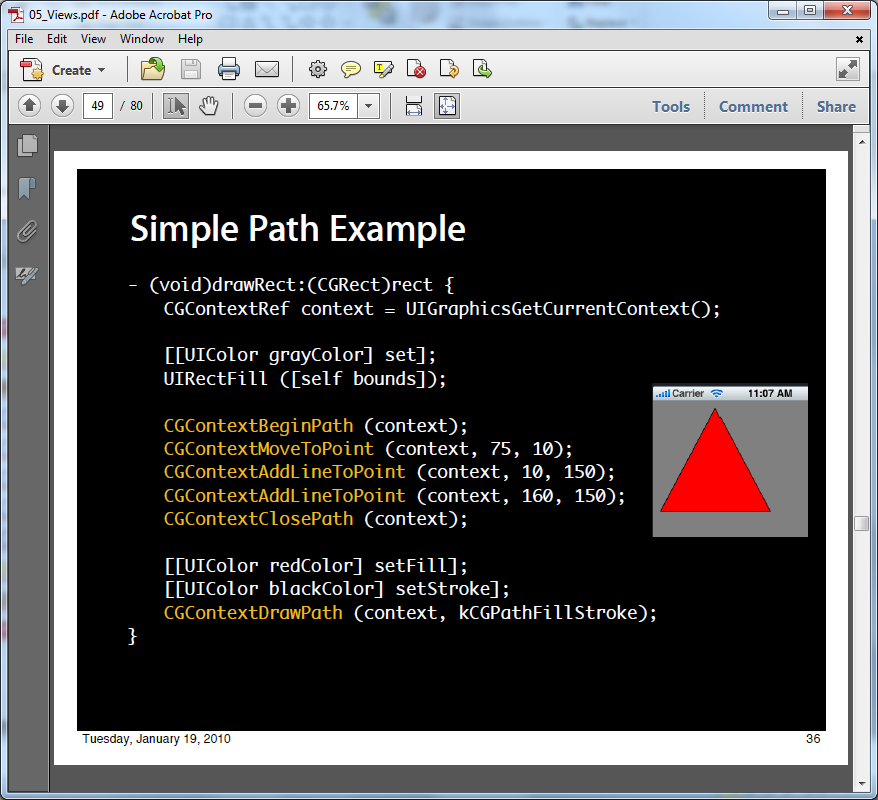 05_Views.pdf - Adobe Acrobat Pro
File Edit View Window Help
Create
49 / 80 65.7% Tools Comment Share
Simple Path Example
- (void)drawRect:(CGRect)rect {
CGContextRef context = UIGraphicsGetCurrentContext();
[[UIColor grayColor] set];
UIRectFill ([self bounds]);
Carrier 11:07 AM
CGContextBeginPath (context);
CGContextMoveToPoint (context, 75, 10);
CGContextAddLineToPoint (context, 10, 150);
CGContextAddLineToPoint (context, 160, 150);
CGContextClosePath (context);
[[UIColor redColor] setFill];
[[UIColor blackColor] setStroke];
CGContextDrawPath (context, kCGPathFillStroke);
}
Tuesday, January 19, 2010 36